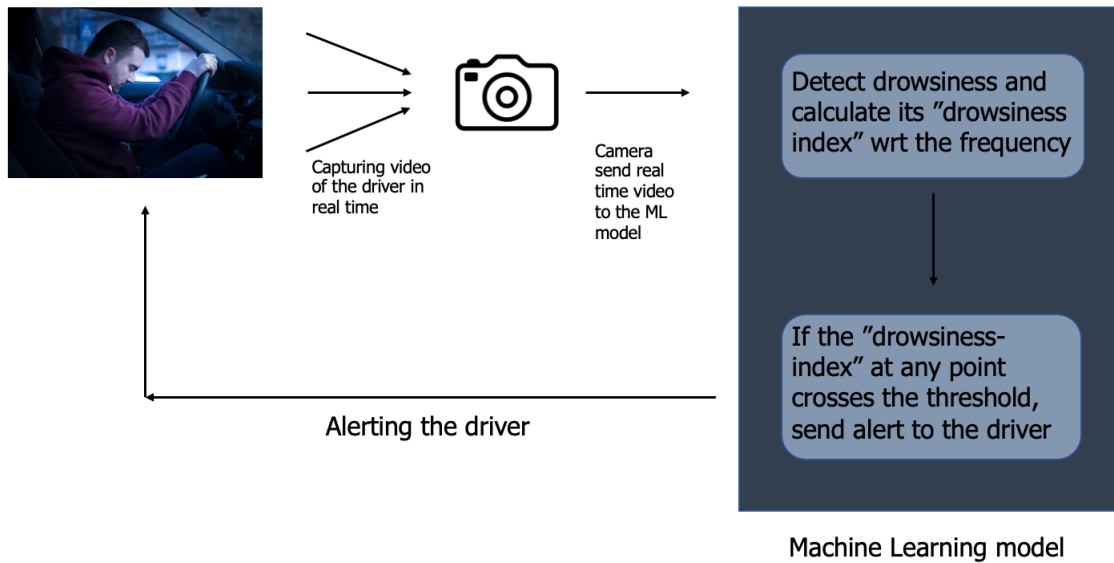 Capturing video
of the driver in
real time
Camera
send real
time video
to the ML
model
Detect drowsiness and
calculate its ”drowsiness
index” wrt the frequency
If the ”drowsiness-
index” at any point
crosses the threshold,
send alert to the driver
Alerting the driver
Machine Learning model